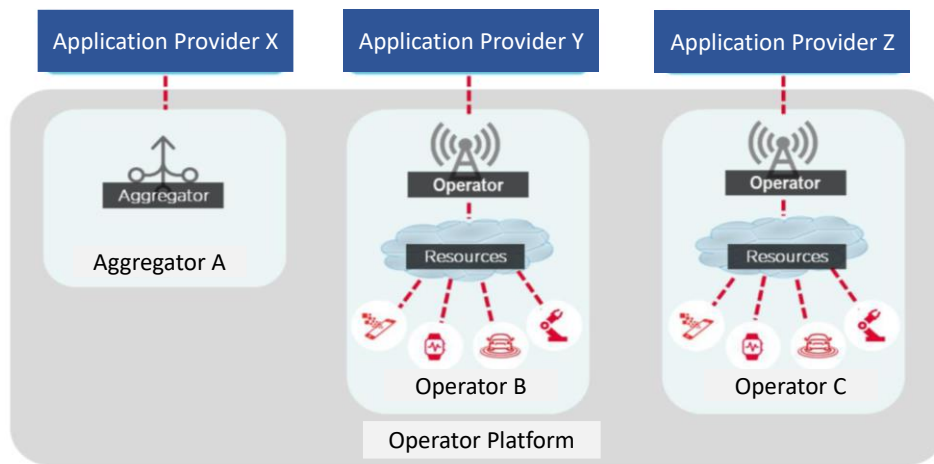 Application Provider X
Application Provider Y
Application Provider Z
Aggregator
Operator
Operator
Aggregator A
Resources
Resources
Operator B
Operator C
Operator Platform